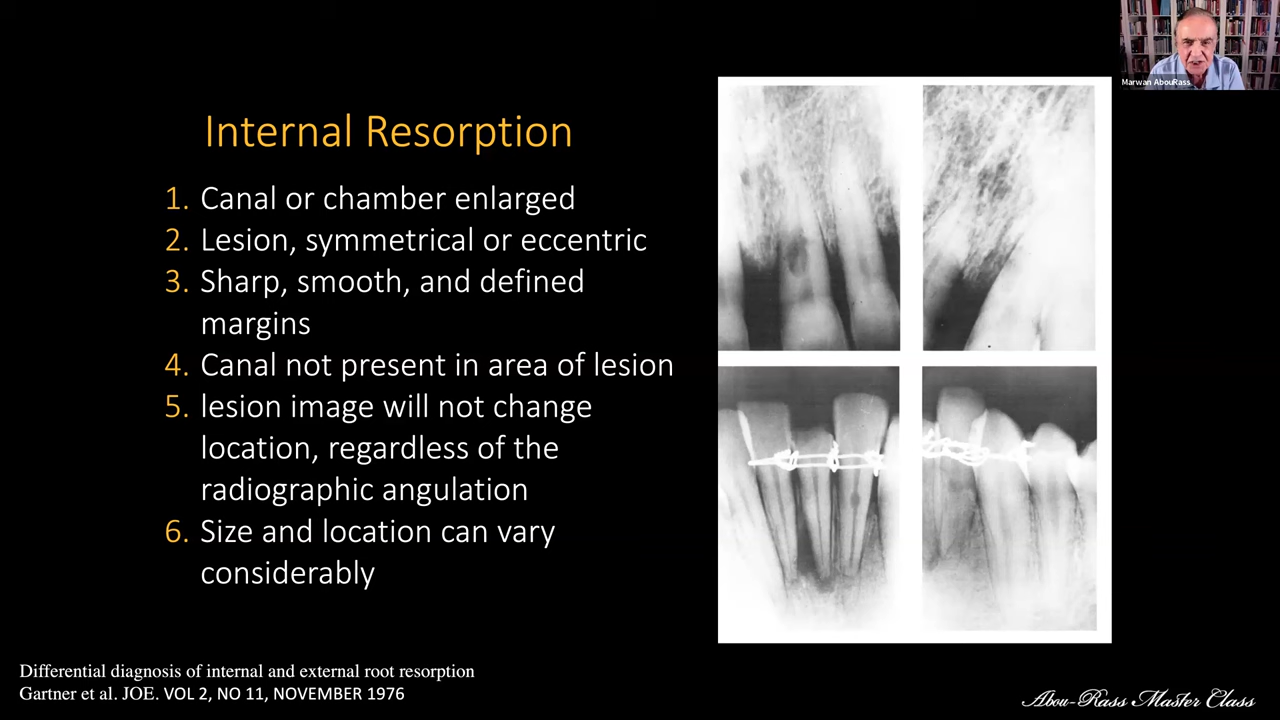 Marwan AbouRass
Internal Resorption
1. Canal or chamber enlarged
2. Lesion, symmetrical or eccentric
3. Sharp, smooth, and defined
margins
4. Canal not present in area of lesion
5. lesion image will not change
location, regardless of the
radiographic angulation
6. Size and location can vary
considerably
Differential diagnosis of internal and external root resorption
Gartner et al. JOE. VOL 2, NO 11, NOVEMBER 1976
Abou-Rass Master Class